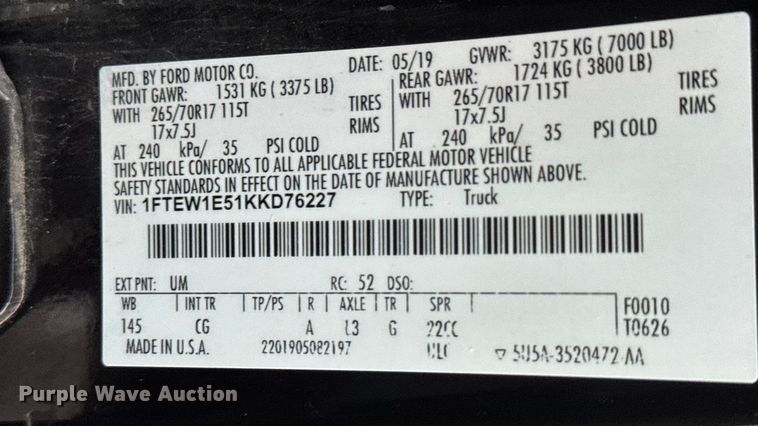 MFD. BY FORD MOTOR CO. DATE: 05/19 GVWR: 3175 KG ( 7000 LB)
FRONT GAWR: 1531 KG ( 3375 LB) REAR GAWR: 1724 KG ( 3800 LB)
WITH 265/70R17 115T TIRES WITH 265/70R17 115T TIRES
17x7.5J RIMS 17x7.5J RIMS
AT 240 kPa/ 35 PSI COLD AT 240 kPa/ 35 PSI COLD
THIS VEHICLE CONFORMS TO ALL APPLICABLE FEDERAL MOTOR VEHICLE
SAFETY STANDARDS IN EFFECT ON THE DATE OF MANUFACTURE SHOWN ABOVE.
VIN: 1FTEW1E51KKD76227 TYPE: Truck
EXT PNT: UM RC: 52 DSO:
WB INT TR TP/PS R AXLE TR SPR F0010
145 CG A L3 G 22CC T0626
MADE IN U.S.A. 2201905082197 5U5A-3520472-AA
Purple Wave Auction